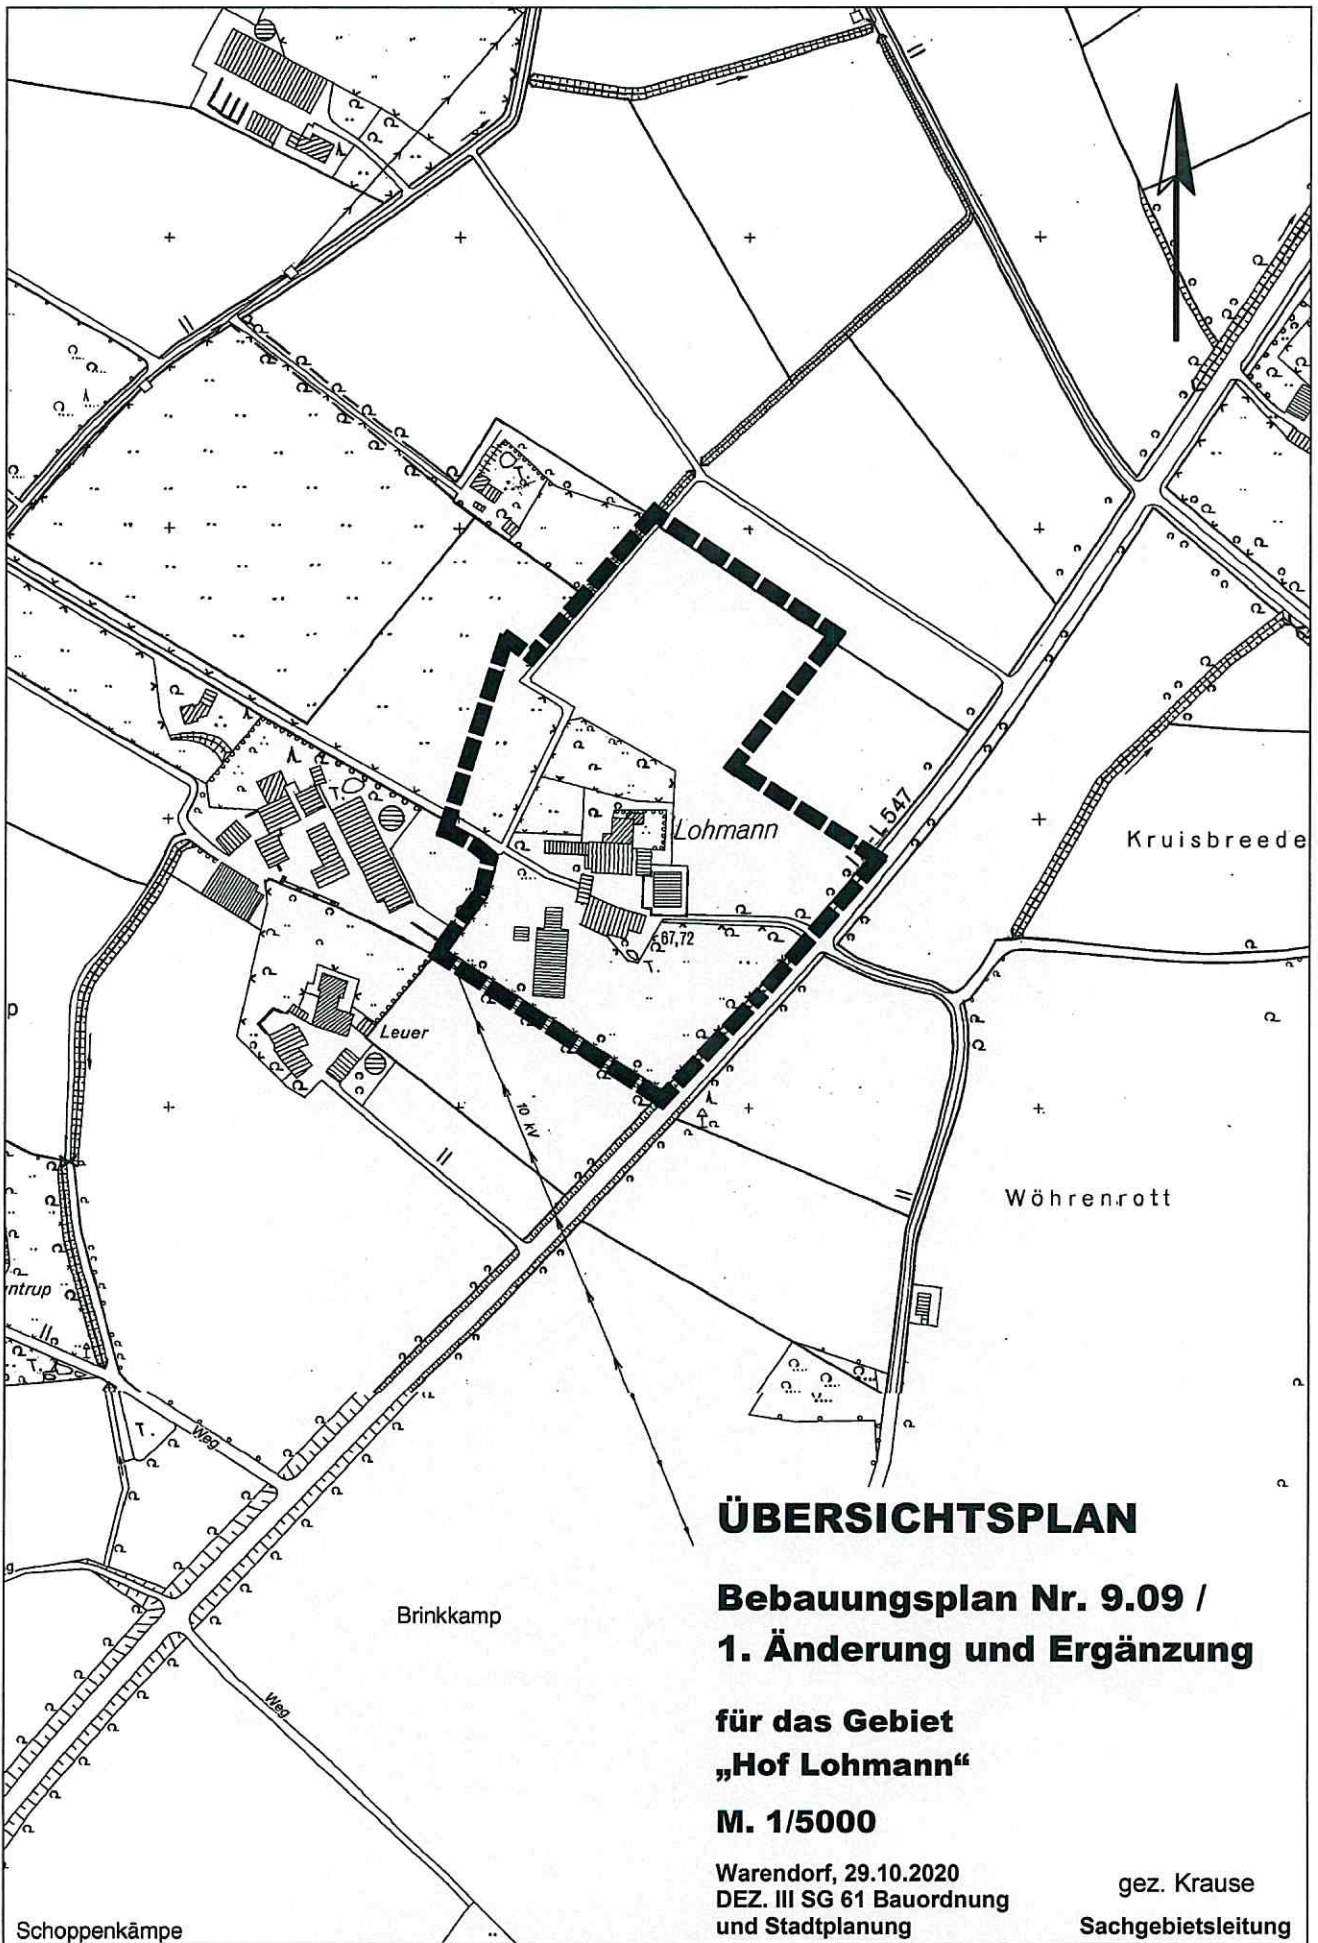 L 547
Lohmann
Kruisbreede
67,72
Leuer
10 kV
Wöhrenrott
ntrup
Weg
Brinkkamp
Weg
Schoppenkämpe
ÜBERSICHTSPLAN
Bebauungsplan Nr. 9.09 /
1. Änderung und Ergänzung
für das Gebiet
„Hof Lohmann“
M. 1/5000
Warendorf, 29.10.2020
DEZ. III SG 61 Bauordnung
und Stadtplanung
gez. Krause
Sachgebietsleitung